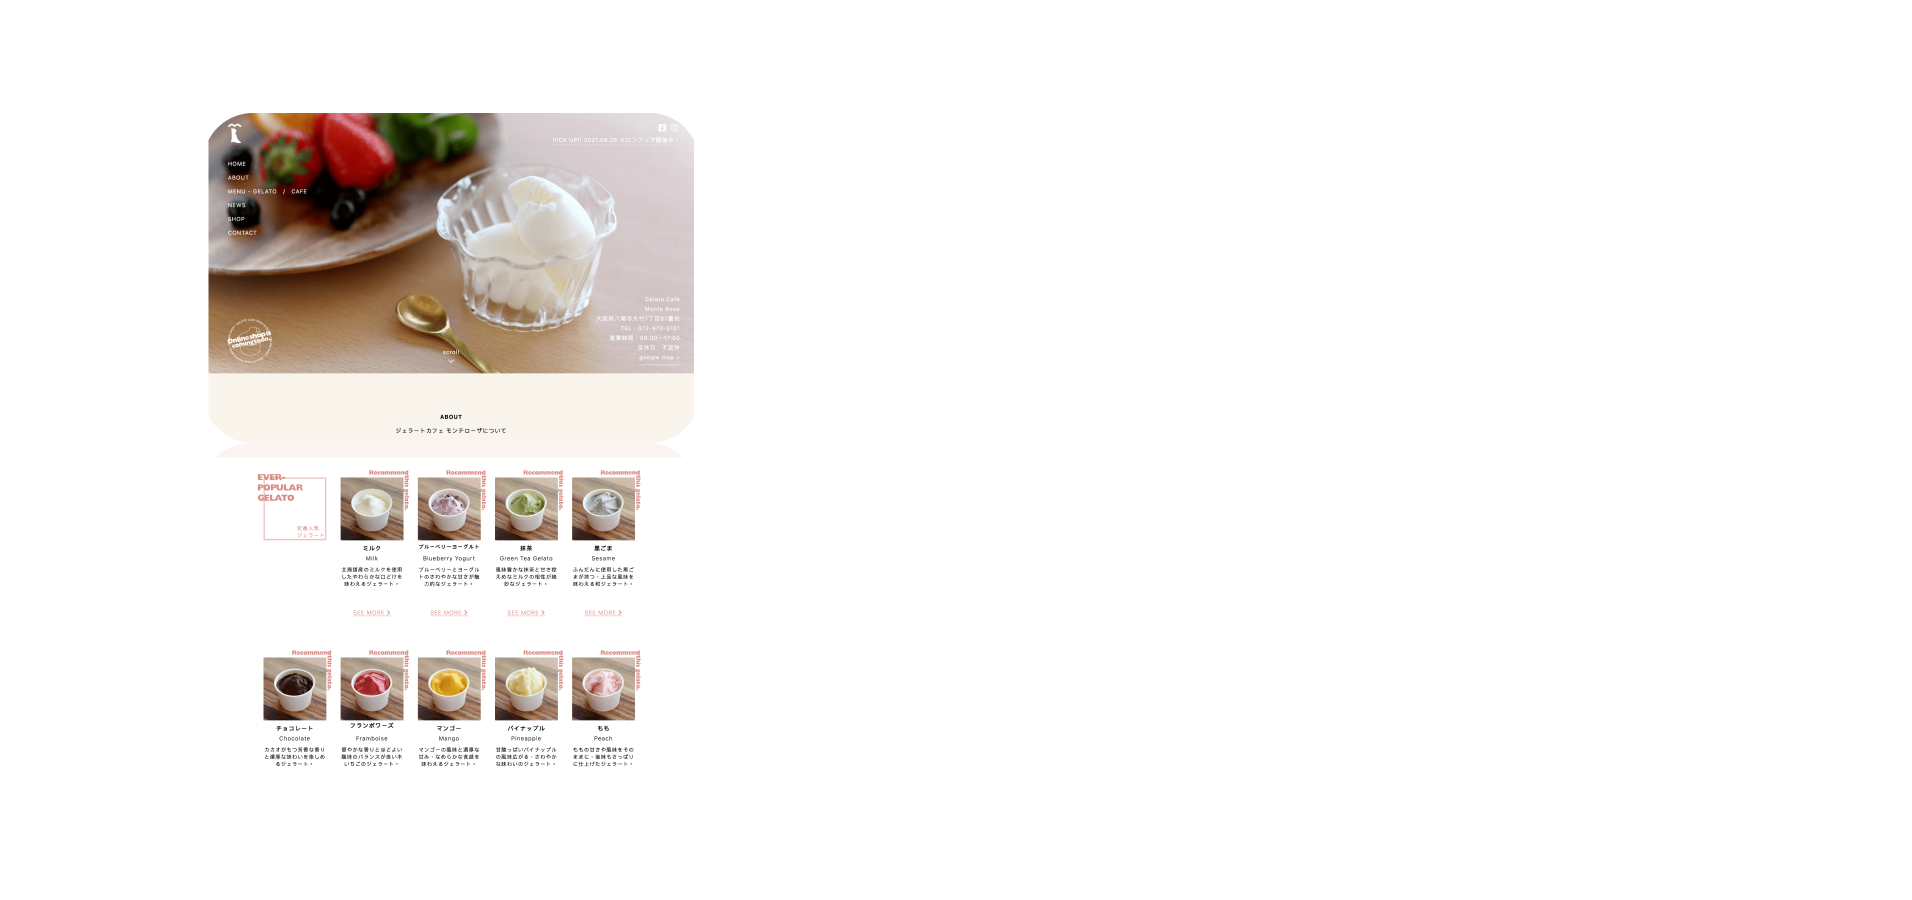 PICK UP!! 2021.06.25 メロンフェア開催中！
HOME
ABOUT
MENU - GELATO / CAFE
NEWS
SHOP
CONTACT
Gelato Cafe
Monte Rosa
大阪府八尾市大竹7丁目87番地
TEL : 072-970-5151
営業時間 : 09:00~17:00
定休日 : 不定休
google map >
Online shop is
coming soon.
scroll
ABOUT
ジェラートカフェ モンテローザについて
EVER-
POPULAR
GELATO
定番人気
ジェラート
Recommend
this gelato.
ミルク
Milk
北海道産のミルクを使用
したやわらかな口どけを
味わえるジェラート。
SEE MORE >
Recommend
this gelato.
ブルーベリーヨーグルト
Blueberry Yogurt
ブルーベリーとヨーグル
トのさわやかな甘さが魅
力的なジェラート。
SEE MORE >
Recommend
this gelato.
抹茶
Green Tea Gelato
風味豊かな抹茶と甘さ控
えめなミルクの相性が絶
妙なジェラート。
SEE MORE >
Recommend
this gelato.
黒ごま
Sesame
ふんだんに使用した黒ご
まが持つ、上品な風味を
味わえる和ジェラート。
SEE MORE >
Recommend
this gelato.
チョコレート
Chocolate
カカオがもつ芳香な香り
と濃厚な味わいを楽しめ
るジェラート。
Recommend
this gelato.
フランボワーズ
Framboise
華やかな香りとほどよい
酸味のバランスが良い木
いちごのジェラート。
Recommend
this gelato.
マンゴー
Mango
マンゴーの風味と濃厚な
甘み、なめらかな食感を
味わえるジェラート。
Recommend
this gelato.
パイナップル
Pineapple
甘酸っぱいパイナップル
の風味広がる、さわやか
な味わいのジェラート。
Recommend
this gelato.
もも
Peach
ももの甘さや風味をその
ままに、後味もさっぱり
に仕上げたジェラート。